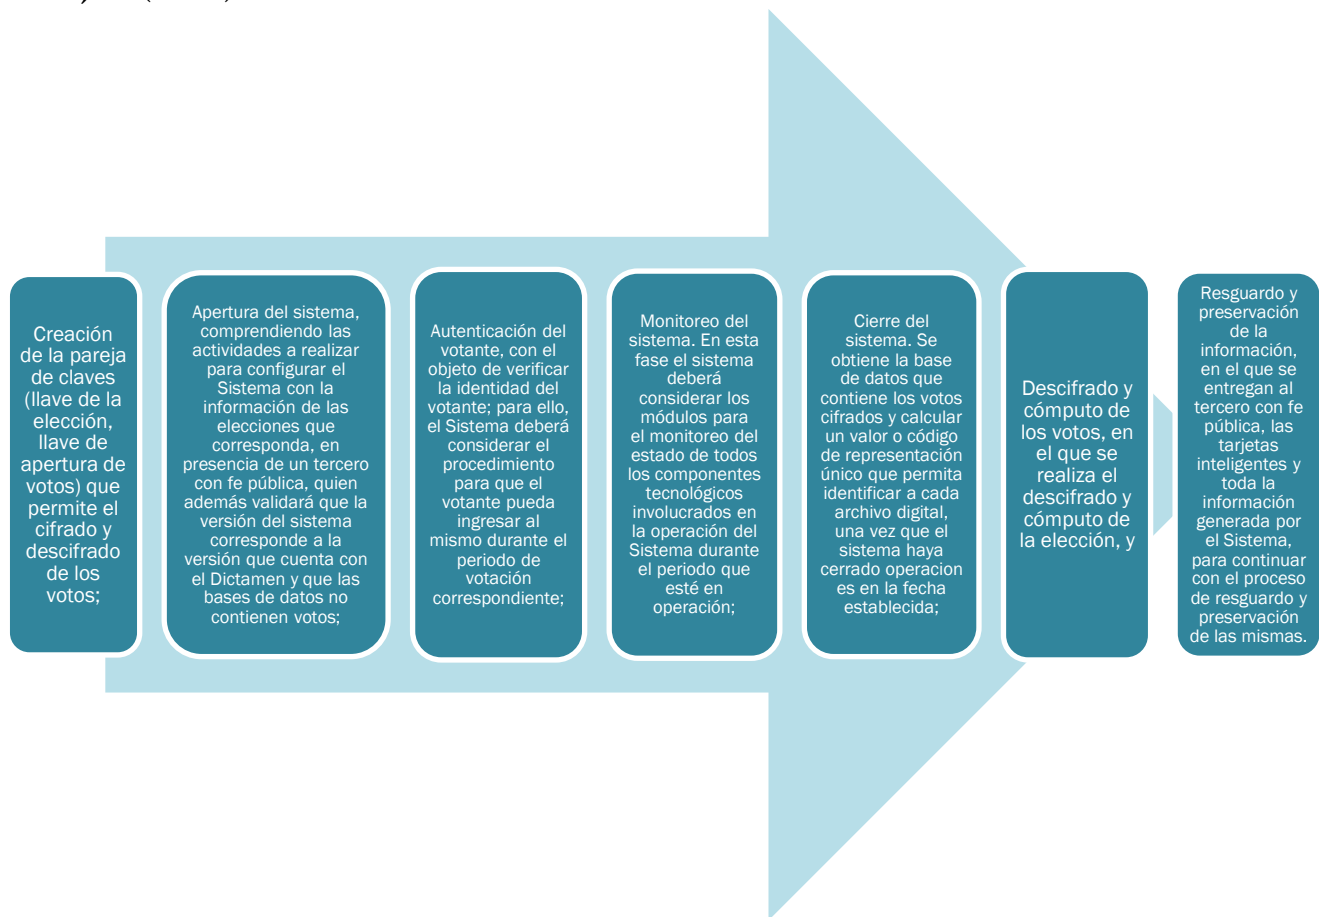 Creación
de la pareja
de claves
(llave de la
elección,
llave de
apertura de
votos) que
permite el
cifrado y
descifrado
de los
votos;
Apertura del sistema,
comprendiendo las
actividades a realizar
para configurar el
Sistema con la
información de las
elecciones que
corresponda, en
presencia de un tercero
con fe pública, quien
además validará que la
versión del sistema
corresponde a la
versión que cuenta con
el Dictamen y que las
bases de datos no
contienen votos;
Autenticación del
votante, con el
objeto de verificar
la identidad del
votante; para ello,
el Sistema deberá
considerar el
procedimiento
para que el
votante pueda
ingresar al
mismo durante el
periodo de
votación
correspondiente;
Monitoreo del
sistema. En esta
fase el sistema
deberá
considerar los
módulos para
el monitoreo del
estado de todos
los componentes
tecnológicos
involucrados en
la operación del
Sistema durante
el periodo que
esté en
operación;
Cierre del
sistema. Se
obtiene la base
de datos que
contiene los votos
cifrados y calcular
un valor o código
de representación
único que permita
identificar a cada
archivo digital,
una vez que el
sistema haya
cerrado operacion
es en la fecha
establecida;
Descifrado y
cómputo de
los votos, en
el que se
realiza el
descifrado y
cómputo de
la elección, y
Resguardo y
preservación
de la
información,
en el que se
entregan al
tercero con fe
pública, las
tarjetas
inteligentes y
toda la
información
generada por
el Sistema,
para continuar
con el proceso
de resguardo y
preservación
de las mismas.